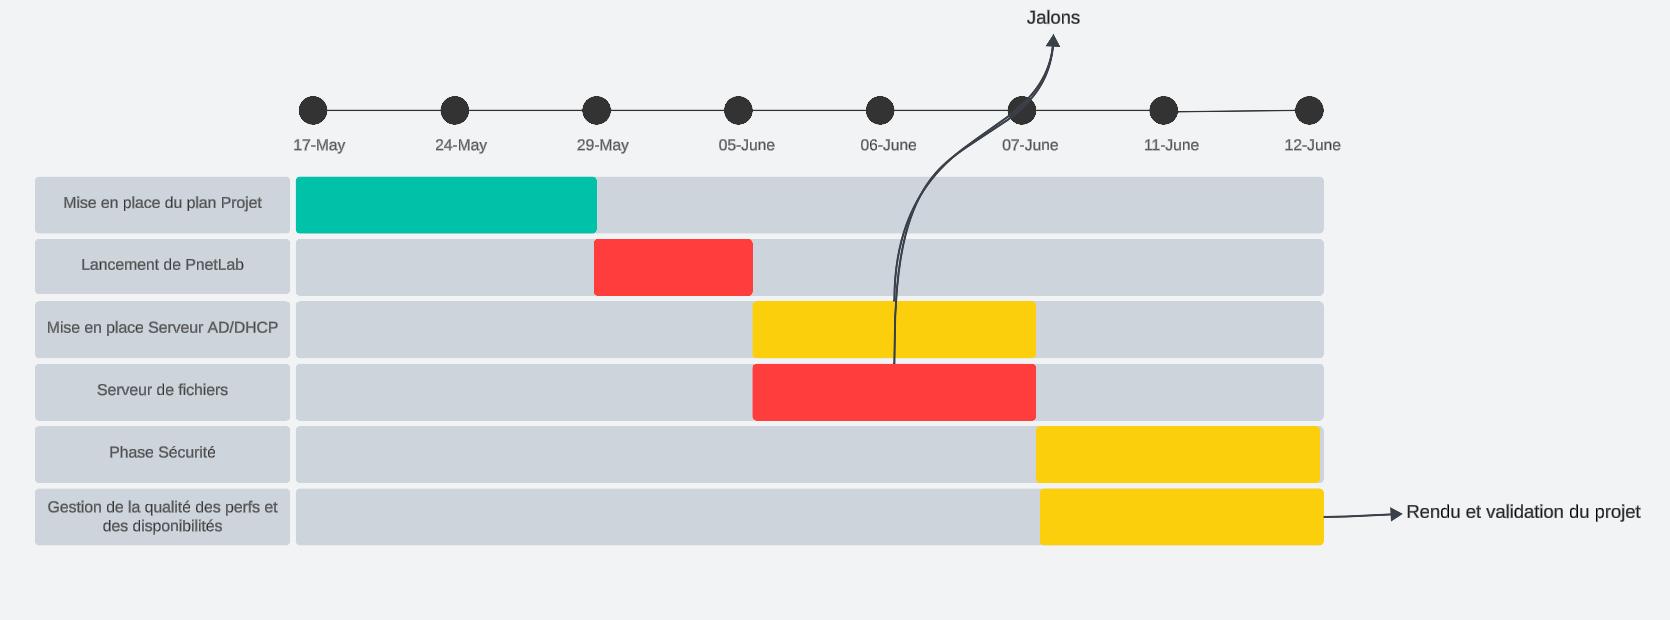 Jalons
17-May
24-May
29-May
05-June
06-June
07-June
11-June
12-June
Mise en place du plan Projet
Lancement de PnetLab
Mise en place Serveur AD/DHCP
Serveur de fichiers
Phase Sécurité
Gestion de la qualité des perfs et
des disponibilités
Rendu et validation du projet